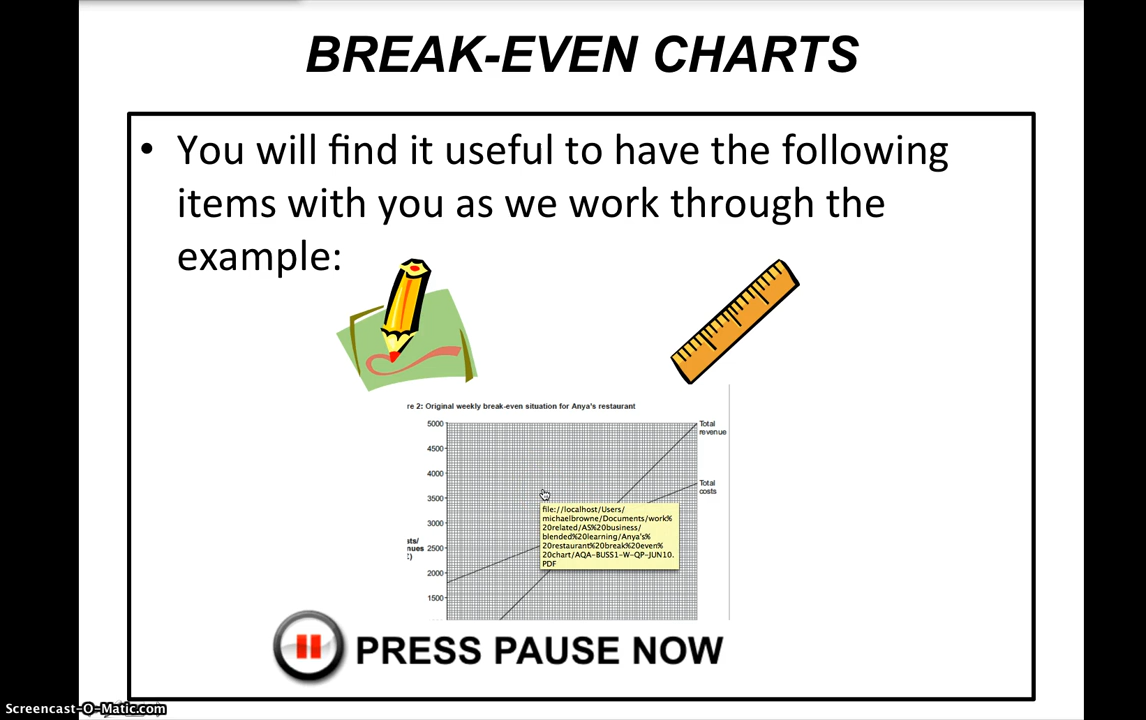 BREAK-EVEN CHARTS
• You will find it useful to have the following
items with you as we work through the
example:
re 2: Original weekly break-even situation for Anya's restaurant
5000
Total
revenue
4500
4000
Total
costs
3500
file://localhost/Users/
michaelbrowne/Documents/work%
20related/AS%20business/
blended%20learning/Anya's%
20restaurant%20break%20even%
20chart/AQA-BUSS1-W-QP-JUN10.
PDF
3000
sts/
nues
2500
:)
2000
1500
PRESS PAUSE NOW
Screencast-O-Matic.com